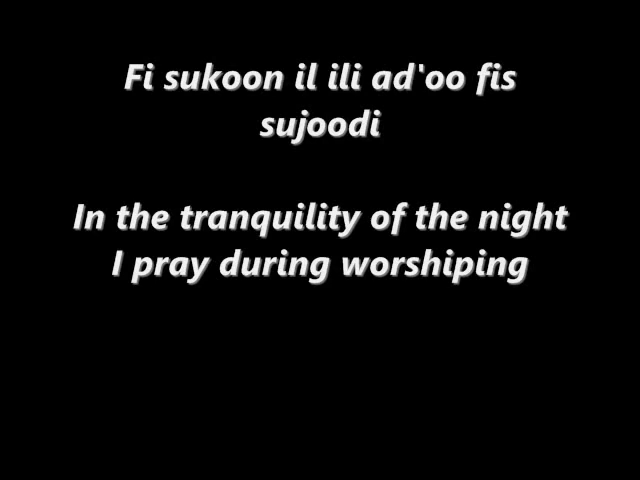 Fi sukoon il ili ad'oo fis
sujoodi
In the tranquility of the night
I pray during worshiping